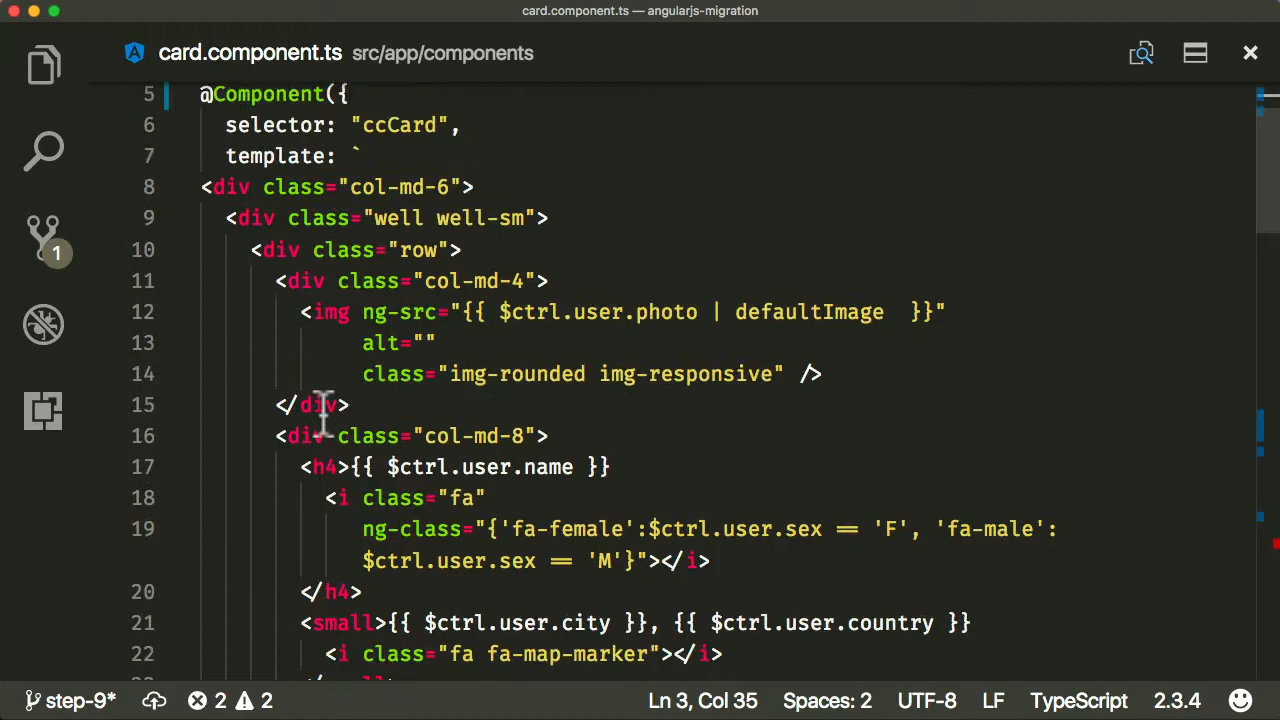 card.component.ts — angularjs-migration
card.component.ts src/app/components
5 @Component({
6 selector: "ccCard",
7 template: `
8 <div class="col-md-6">
9 <div class="well well-sm">
10 <div class="row">
11 <div class="col-md-4">
12 <img ng-src="{{ $ctrl.user.photo | defaultImage }}"
13 alt=""
14 class="img-rounded img-responsive" />
15 </div>
16 <div class="col-md-8">
17 <h4>{{ $ctrl.user.name }}
18 <i class="fa"
19 ng-class="{'fa-female':$ctrl.user.sex == 'F', 'fa-male':
$ctrl.user.sex == 'M'}"></i>
20 </h4>
21 <small>{{ $ctrl.user.city }}, {{ $ctrl.user.country }}
22 <i class="fa fa-map-marker"></i>
1
step-9* 2 2 Ln 3, Col 35 Spaces: 2 UTF-8 LF TypeScript 2.3.4